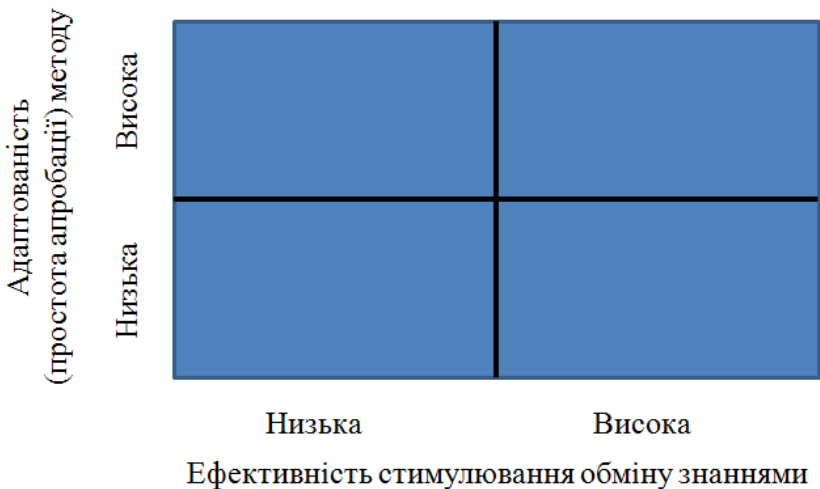 Адаптованість
(простота апробації) методу
Висока
Низька
Низька
Висока
Ефективність стимулювання обміну знаннями